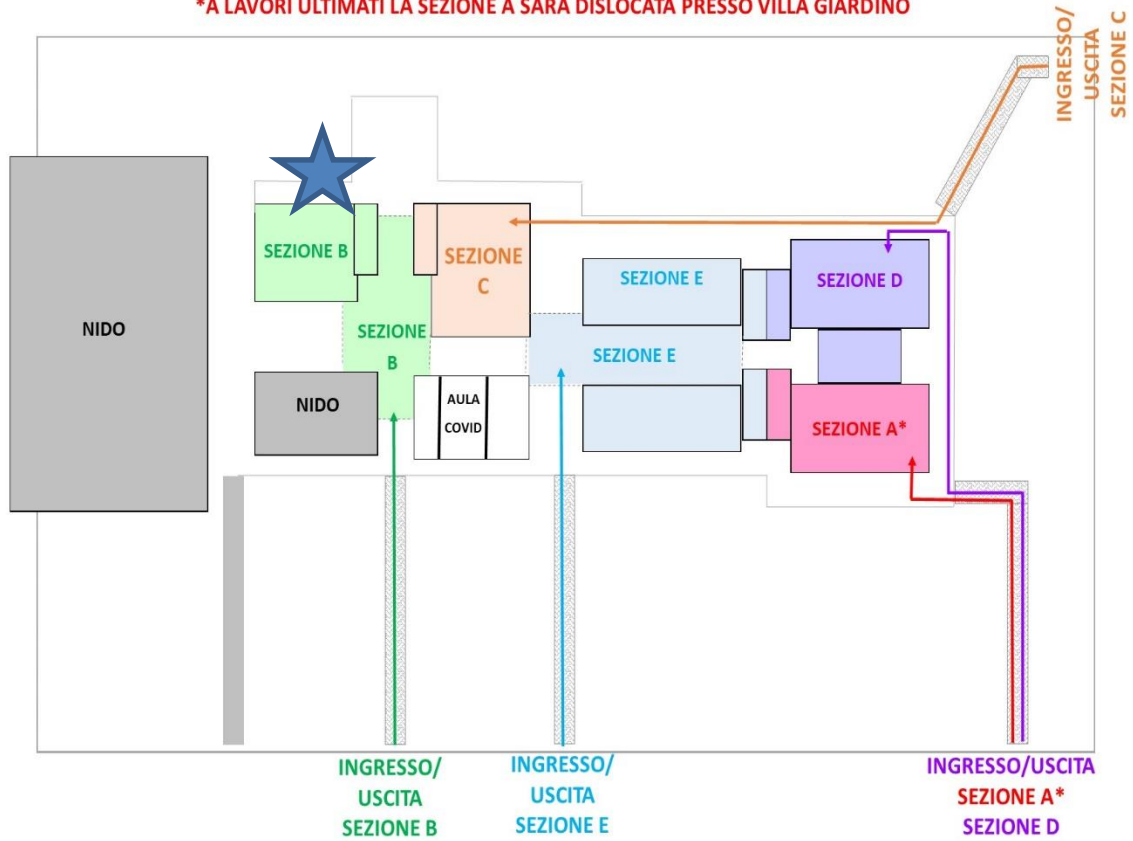 *A LAVORI ULTIMATI LA SEZIONE A SARÀ DISLOCATA PRESSO VILLA GIARDINO
INGRESSO/
USCITA
SEZIONE C
NIDO
SEZIONE B
SEZIONE
B
NIDO
SEZIONE
C
AULA
COVID
SEZIONE E
SEZIONE E
SEZIONE D
SEZIONE A*
INGRESSO/
USCITA
SEZIONE B
INGRESSO/
USCITA
SEZIONE E
INGRESSO/USCITA
SEZIONE A*
SEZIONE D